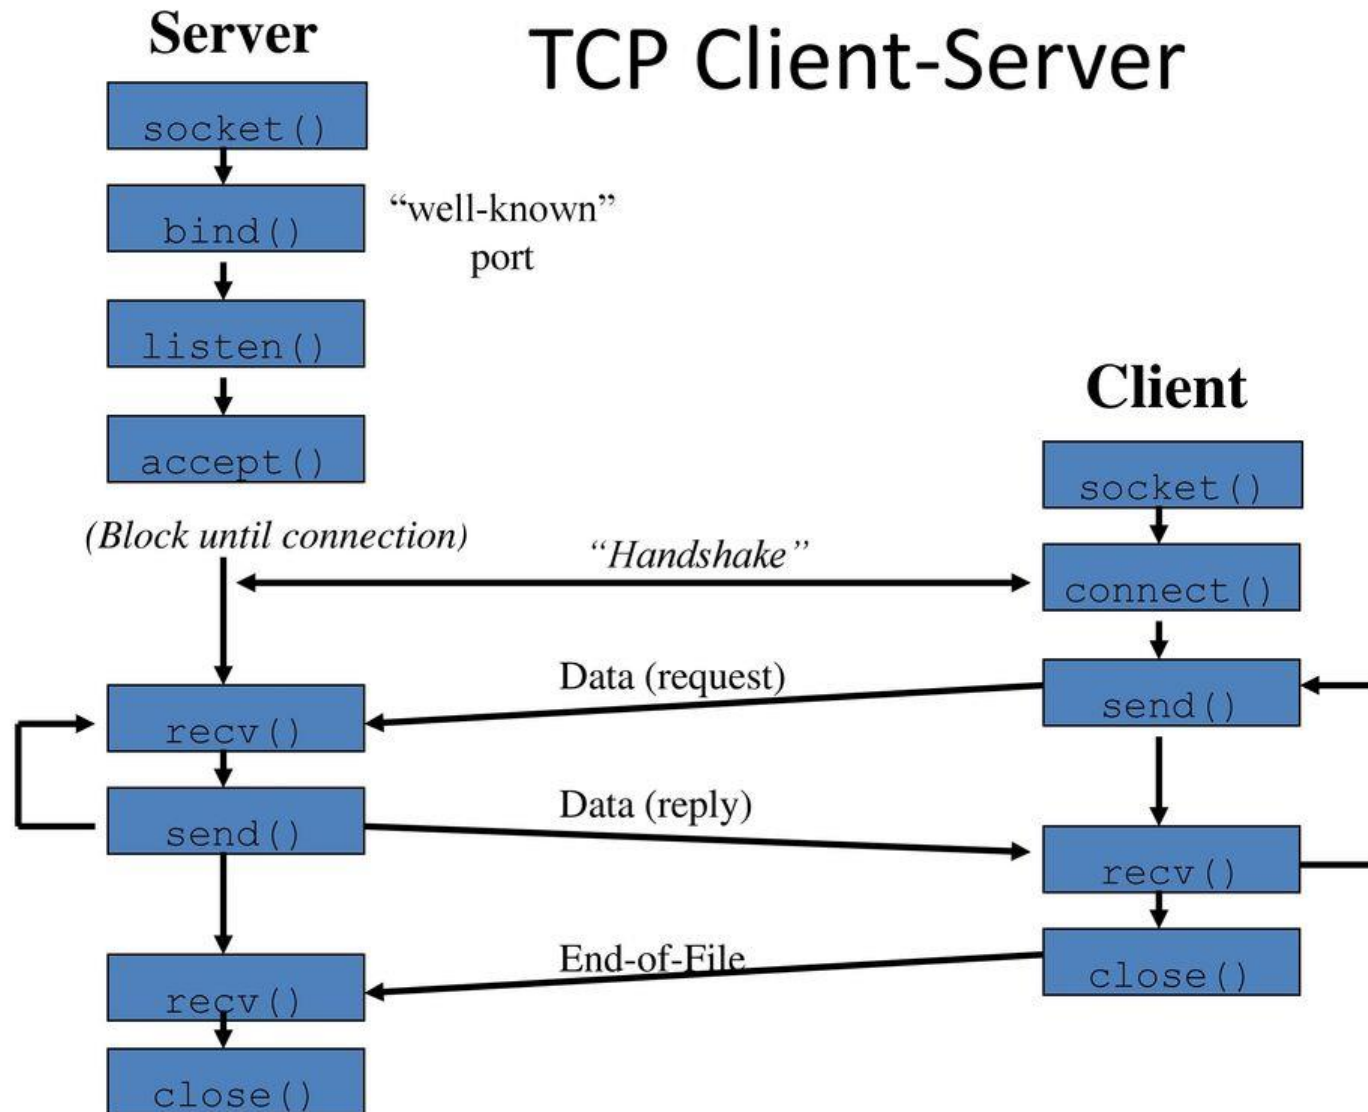 Server
TCP Client-Server
socket()
bind()
“well-known”
port
listen()
accept()
(Block until connection)
Client
socket()
“Handshake”
connect()
Data (request)
send()
recv()
Data (reply)
send()
recv()
End-of-File
close()
recv()
close()